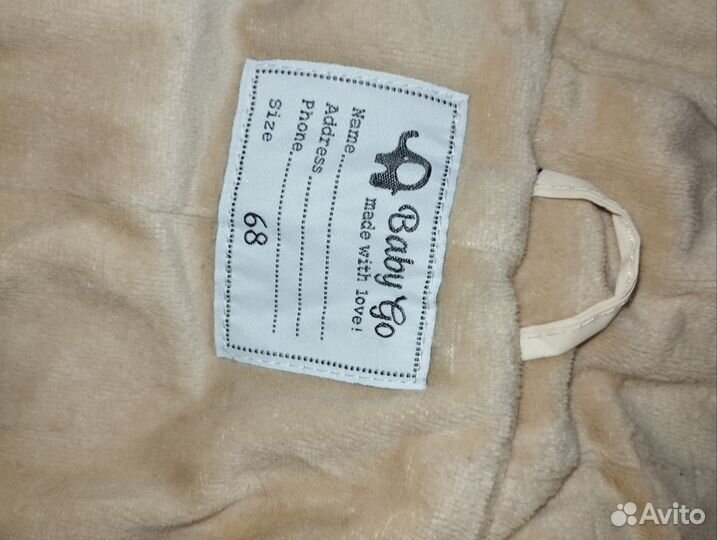 Baby Go
made with love!
Name..............
Address..............
Phone..............
Size 68
Avito